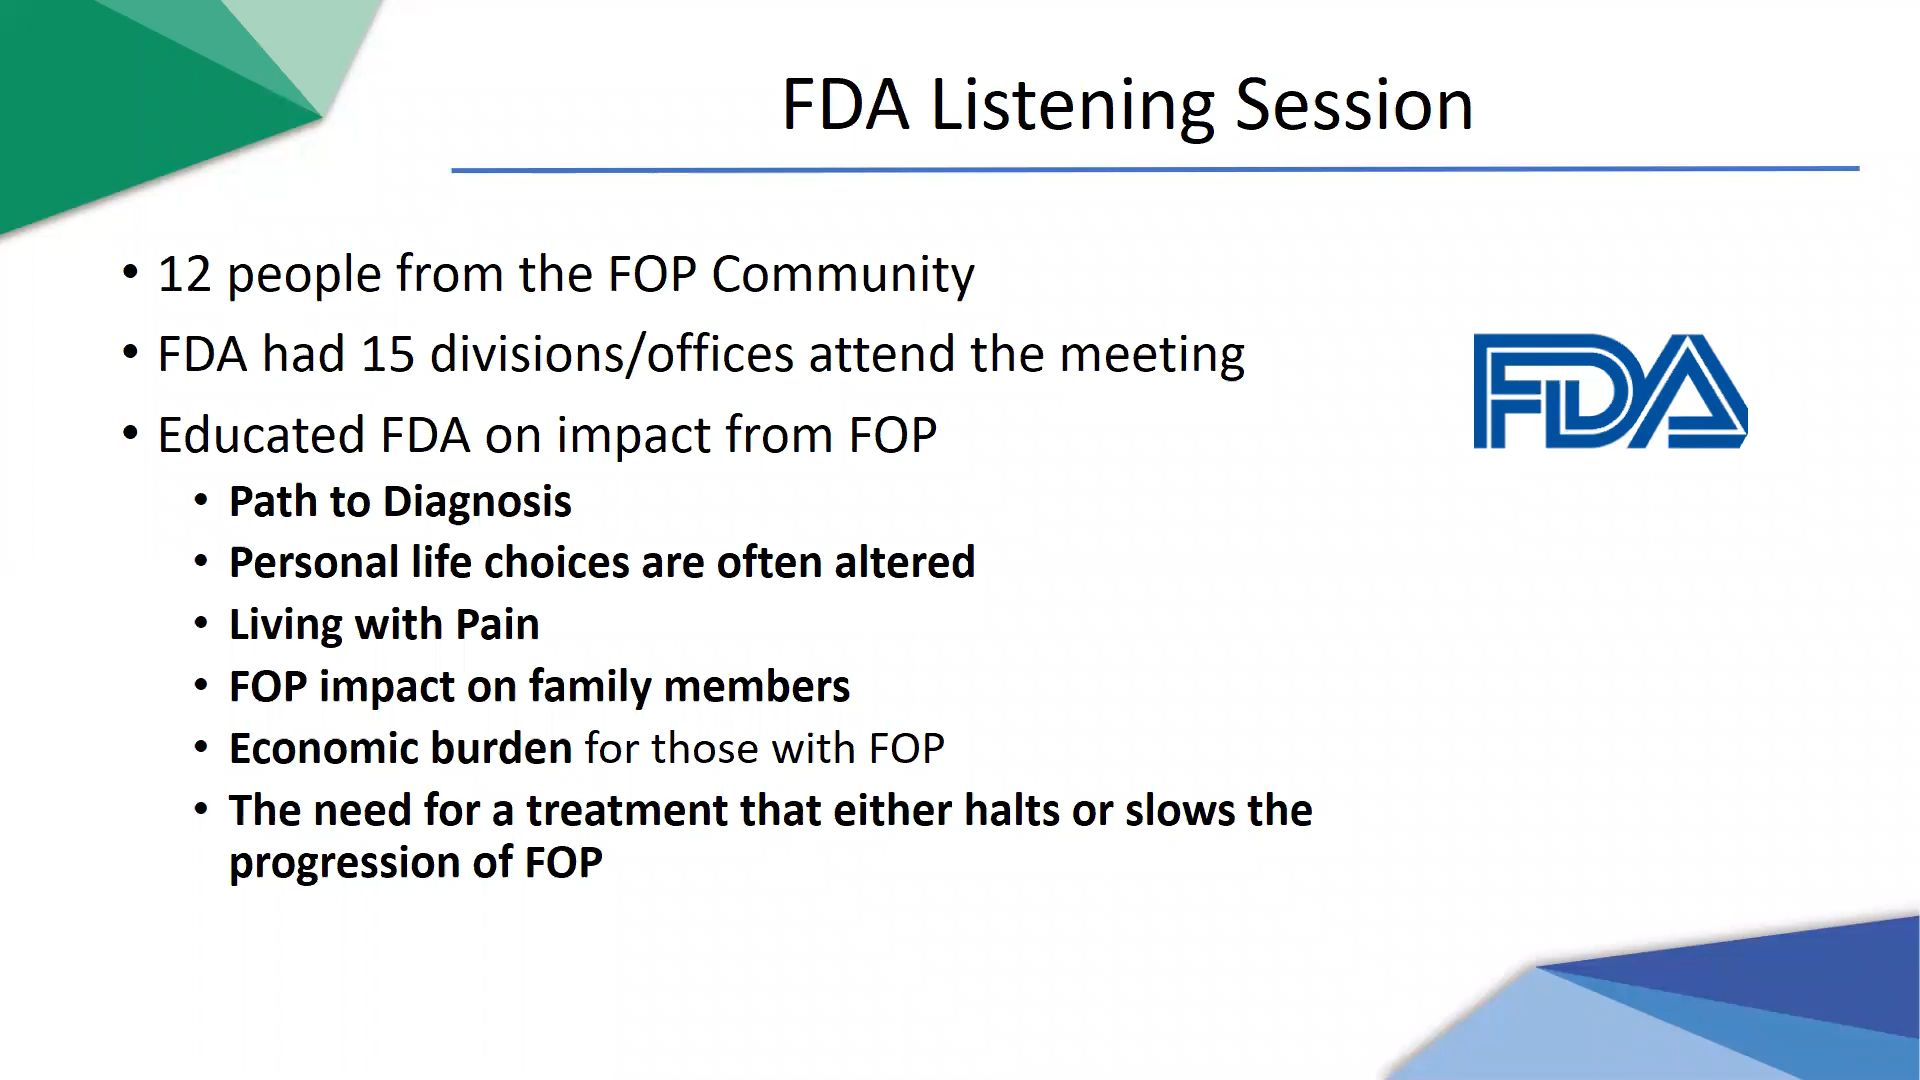 FDA Listening Session
• 12 people from the FOP Community
• FDA had 15 divisions/offices attend the meeting
• Educated FDA on impact from FOP
• Path to Diagnosis
• Personal life choices are often altered
• Living with Pain
• FOP impact on family members
• Economic burden for those with FOP
• The need for a treatment that either halts or slows the
progression of FOP
FDA